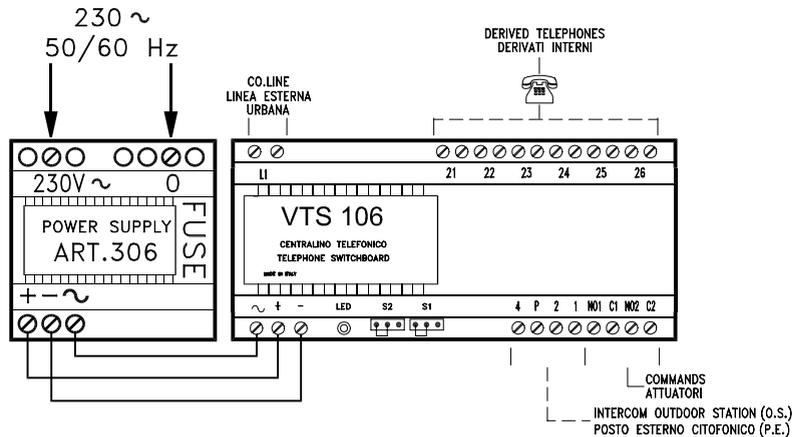 230 ~
50/60 Hz
DERVED TELEPHONES
DERIVATI INTERNI
CO.LINE
LINEA ESTERNA
URBANA
230V ~ 0
POWER SUPPLY
ART.306
FUSE
+ − ~
L1
21 22 23 24 25 26
VTS 106
CENTRALINO TELEFONICO
TELEPHONE SWITCHBOARD
MADE IN ITALY
~ + − LED S2 S1 4 P 2 1 NO1 C1 NO2 C2
COMMANDS
ATTUATORI
INTERCOM OUTDOOR STATION (O.S.)
POSTO ESTERNO CITOFONICO (P.E.)